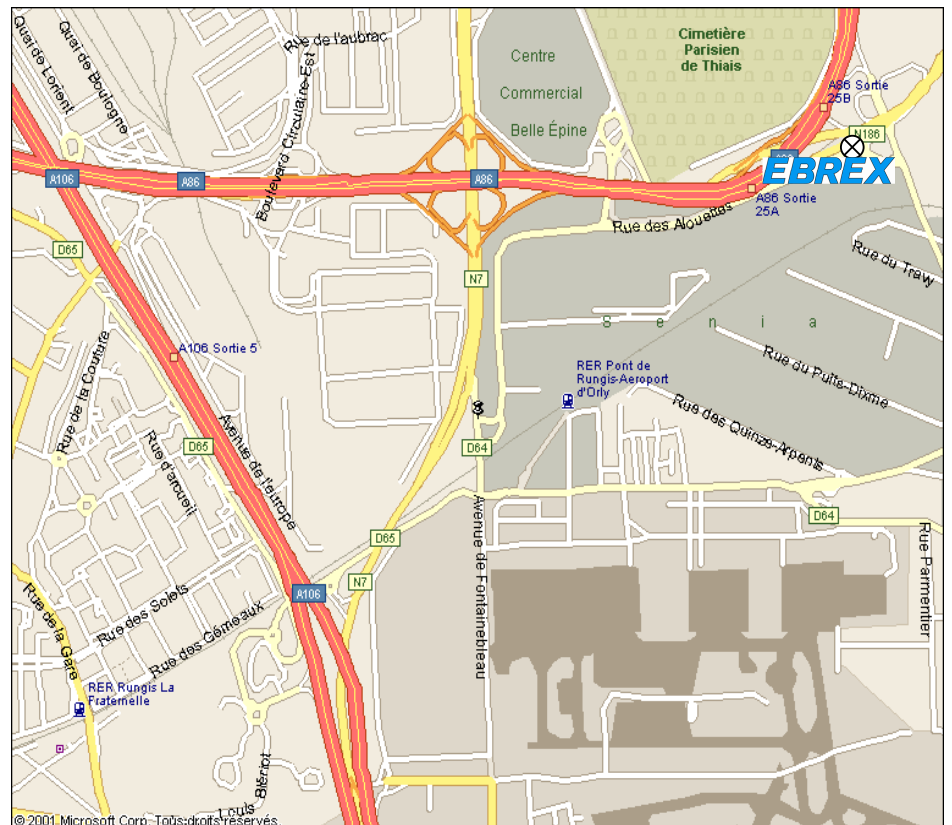 Quai de Lorient
Quai de Boulogne
Rue de l'aubrac
Boulevard Circulaire-Est
Centre
Commercial
Belle Épine
Cimetière
Parisien
de Thiais
A86 Sortie
25B
N186
EBREX
A86 Sortie
25A
A106
A86
A86
Rue des Alouettes
D65
N7
Rue du Travy
Senia
A106 Sortie 5
Rue de la Couture
RER Pont de
Rungis-Aeroport
d'Orly
Rue du Puits-Dixme
Rue des Quinze-Arpents
Avenue de l'europe
Rue d'arcueil
D65
D64
D64
Avenue de Fontainebleau
Rue Parmentier
D65
N7
A106
Rue des Solets
Rue des Gémeaux
Rue de la Gare
RER Rungis La
Fraternelle
Louis Blériot
© 2001 Microsoft Corp. Tous droits réservés.